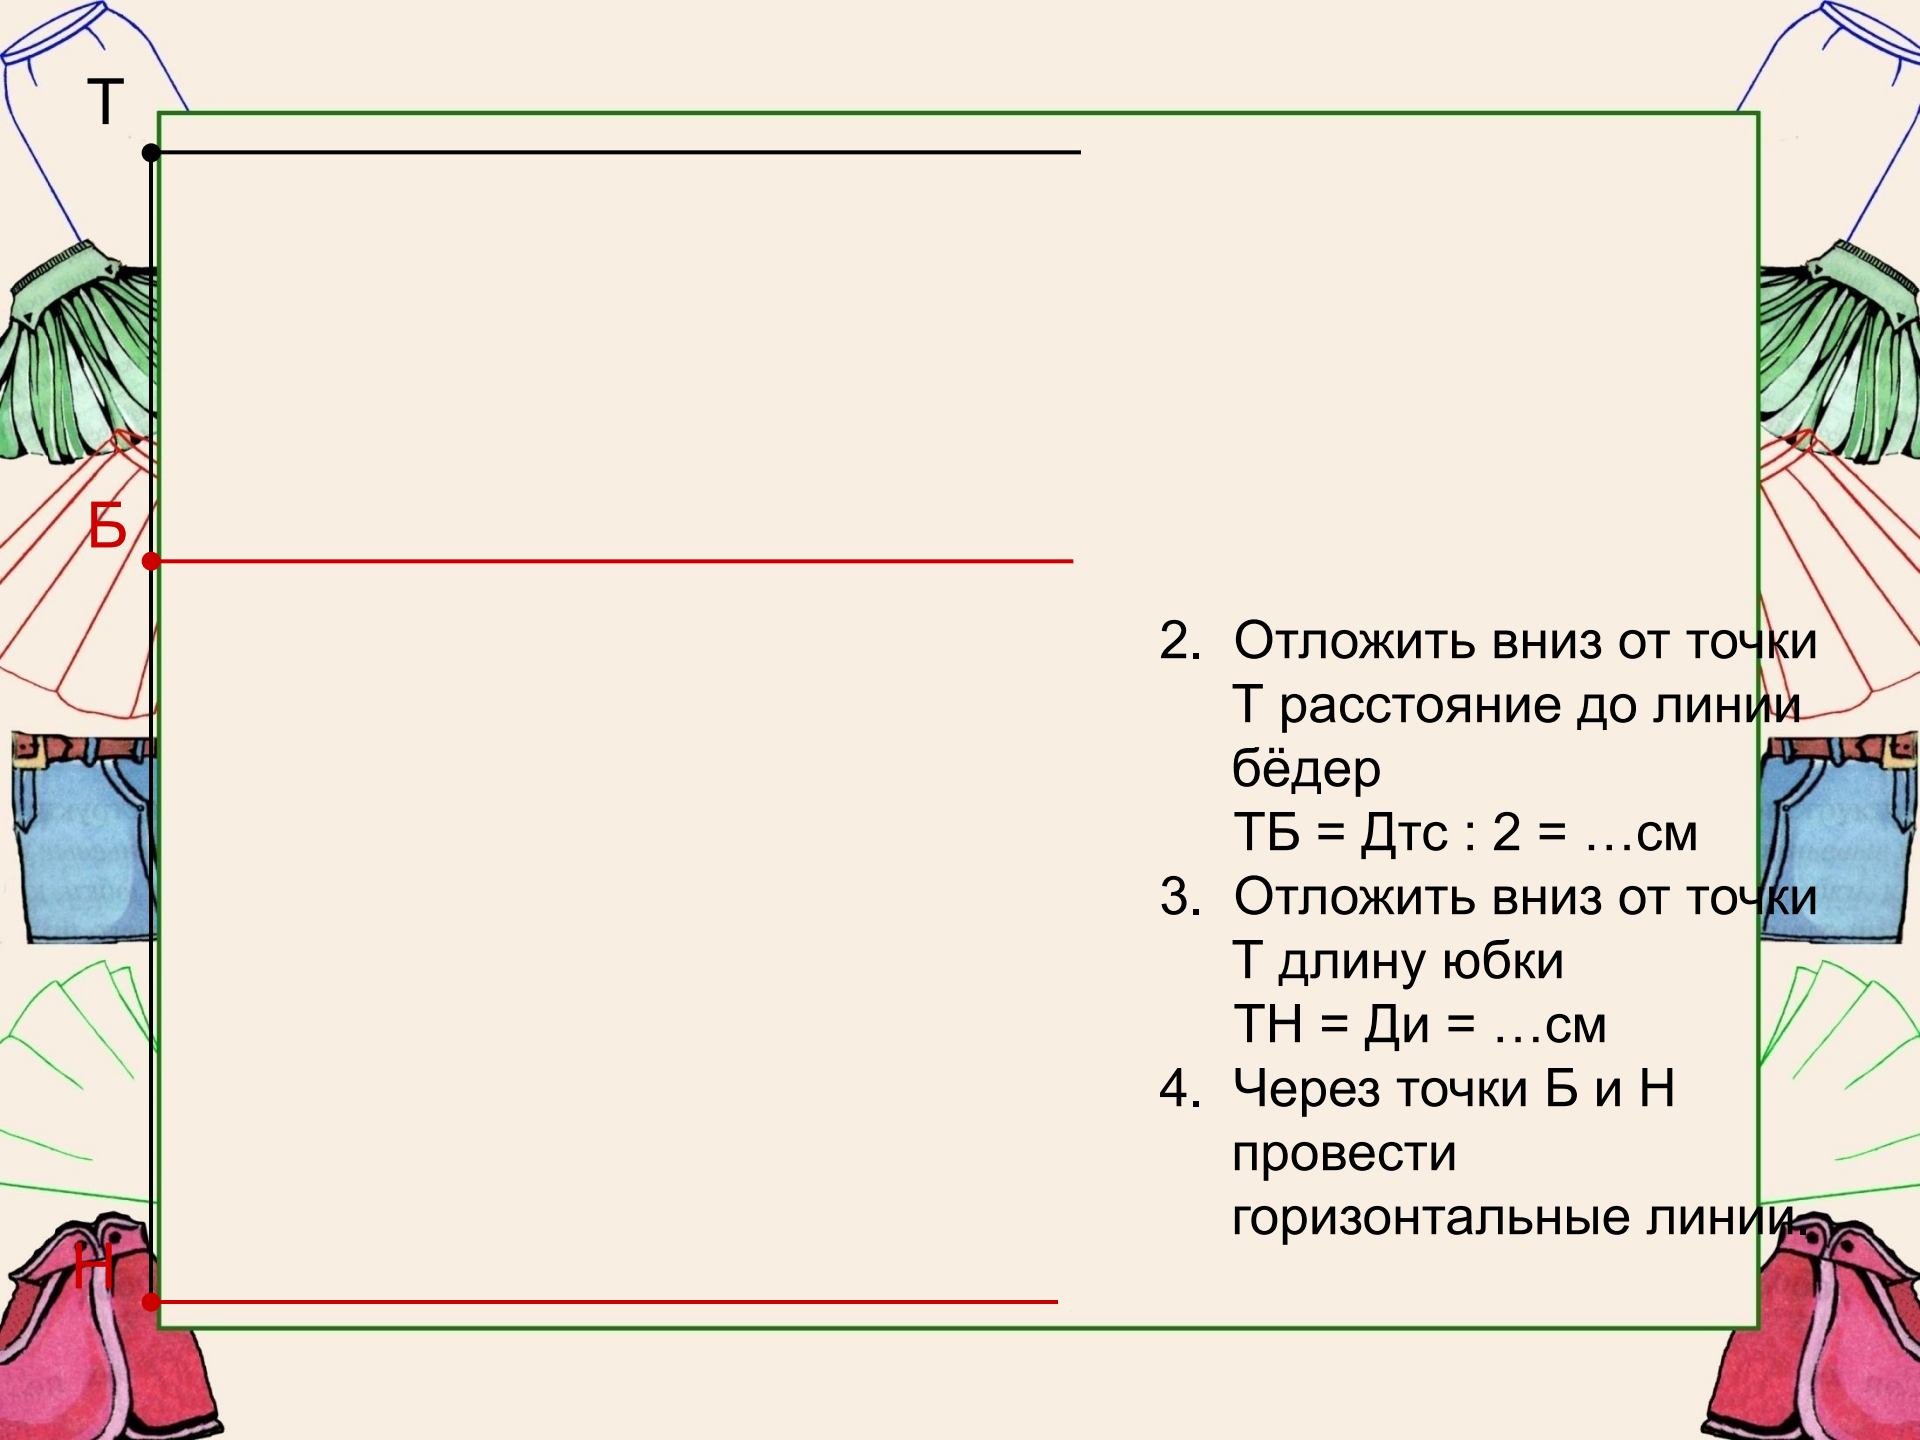 Т
Б
2. Отложить вниз от точки
Т расстояние до линии
бёдер
ТБ = Дтс : 2 = …см
3. Отложить вниз от точки
Т длину юбки
ТН = Ди = …см
4. Через точки Б и Н
провести
горизонтальные линии.
Н